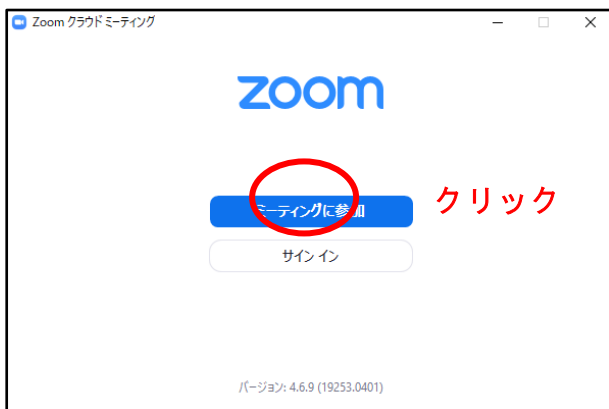 Zoom クラウド ミーティング
zoom
ミーティングに参加
クリック
サイン イン
バージョン: 4.6.9 (19253.0401)